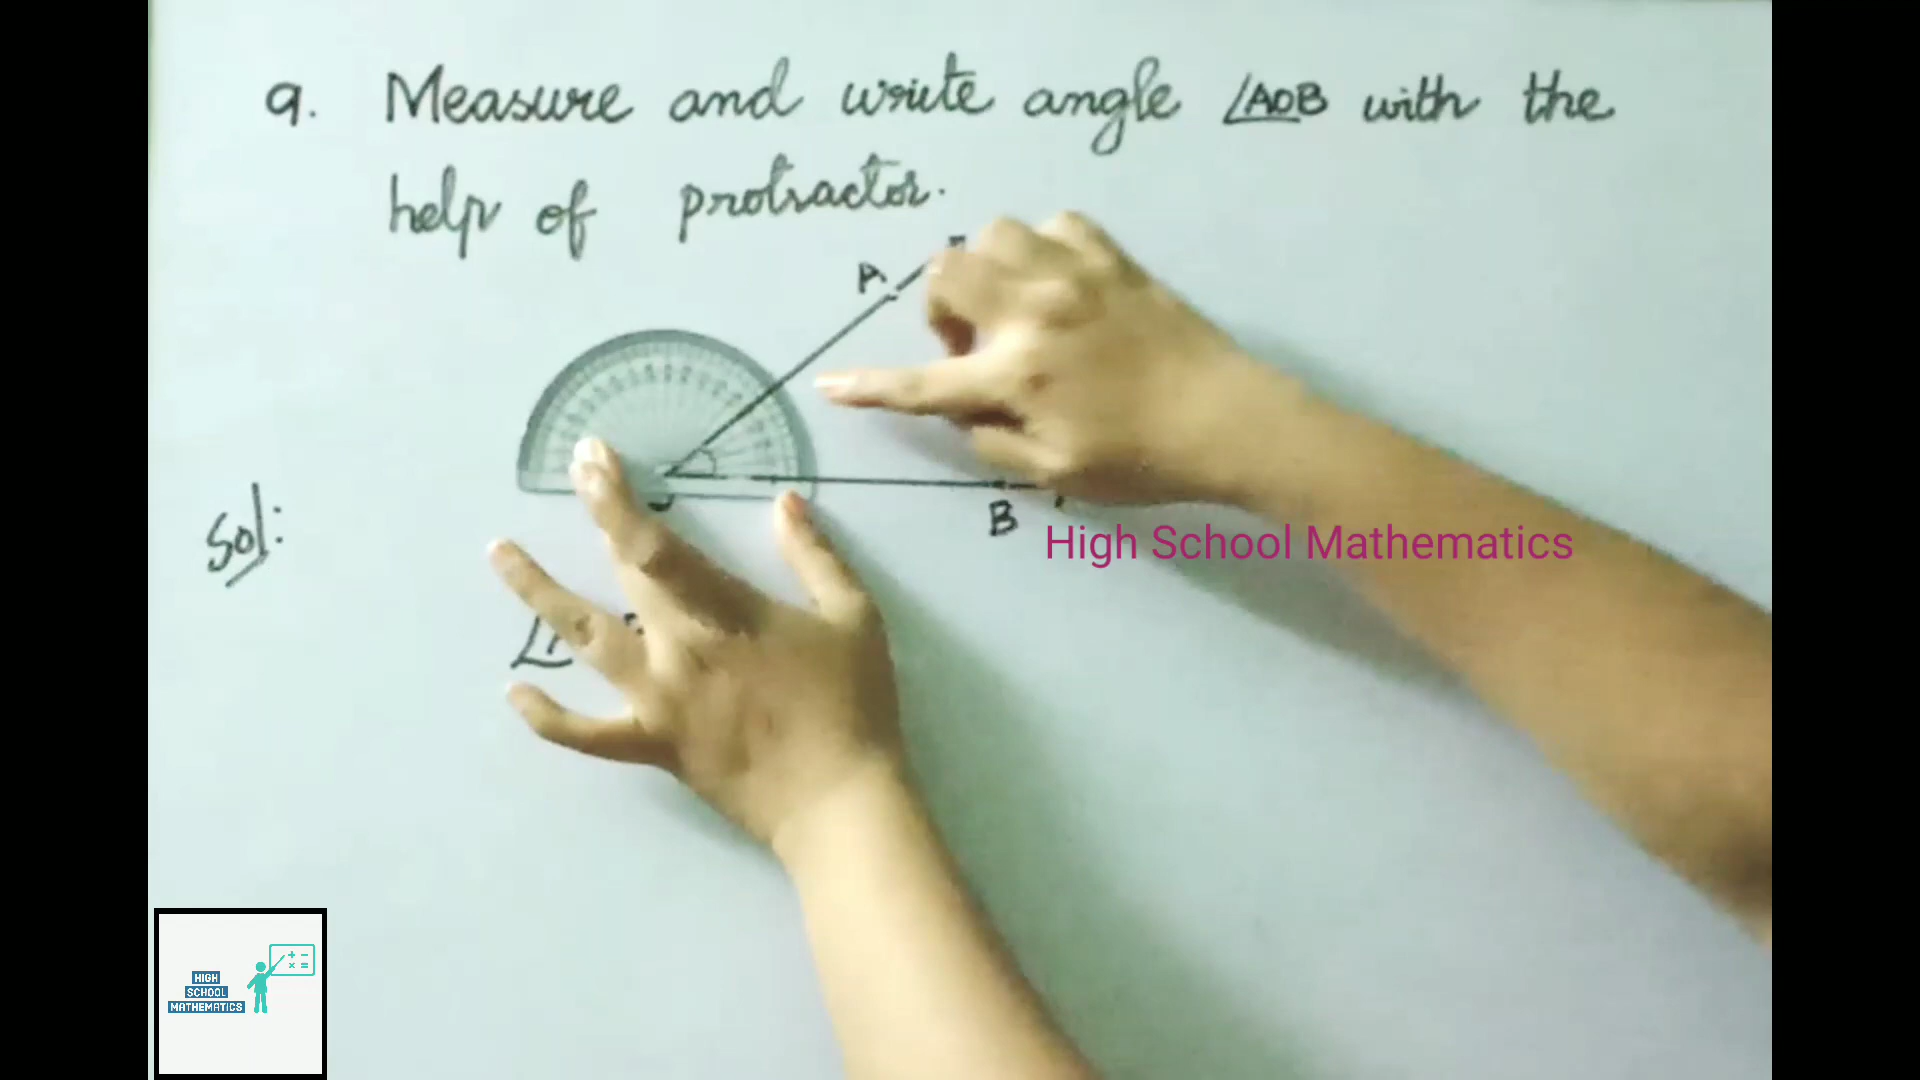 9. Measure and write angle ∠AOB with the
help of protractor.
A
B
High School Mathematics
Sol:
HIGH
SCHOOL
MATHEMATICS